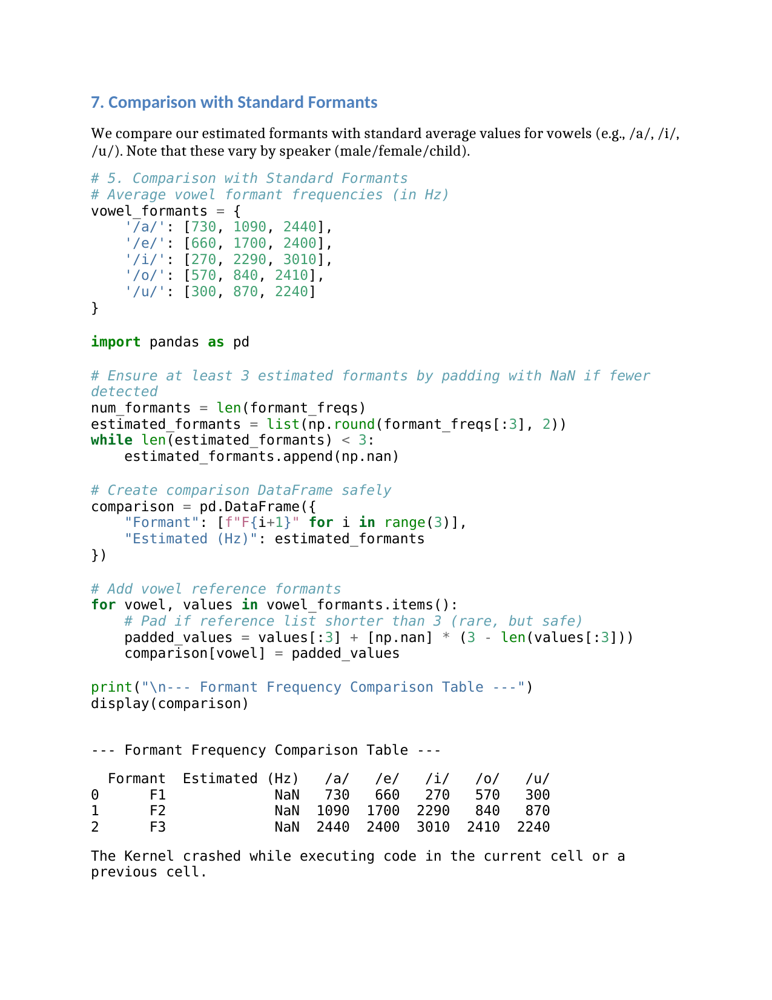 7. Comparison with Standard Formants
We compare our estimated formants with standard average values for vowels (e.g., /a/, /i/,
/u/). Note that these vary by speaker (male/female/child).
# 5. Comparison with Standard Formants
# Average vowel formant frequencies (in Hz)
vowel_formants = {
    '/a/': [730, 1090, 2440],
    '/e/': [660, 1700, 2400],
    '/i/': [270, 2290, 3010],
    '/o/': [570, 840, 2410],
    '/u/': [300, 870, 2240]
}
import pandas as pd
# Ensure at least 3 estimated formants by padding with NaN if fewer
detected
num_formants = len(formant_freqs)
estimated_formants = list(np.round(formant_freqs[:3], 2))
while len(estimated_formants) < 3:
    estimated_formants.append(np.nan)
# Create comparison DataFrame safely
comparison = pd.DataFrame({
    "Formant": [f"F{i+1}" for i in range(3)],
    "Estimated (Hz)": estimated_formants
})
# Add vowel reference formants
for vowel, values in vowel_formants.items():
    # Pad if reference list shorter than 3 (rare, but safe)
    padded_values = values[:3] + [np.nan] * (3 - len(values[:3]))
    comparison[vowel] = padded_values
print("\n--- Formant Frequency Comparison Table ---")
display(comparison)
--- Formant Frequency Comparison Table ---
  Formant  Estimated (Hz)   /a/   /e/   /i/   /o/   /u/
0      F1             NaN   730   660   270   570   300
1      F2             NaN  1090  1700  2290   840   870
2      F3             NaN  2440  2400  3010  2410  2240
The Kernel crashed while executing code in the current cell or a
previous cell.